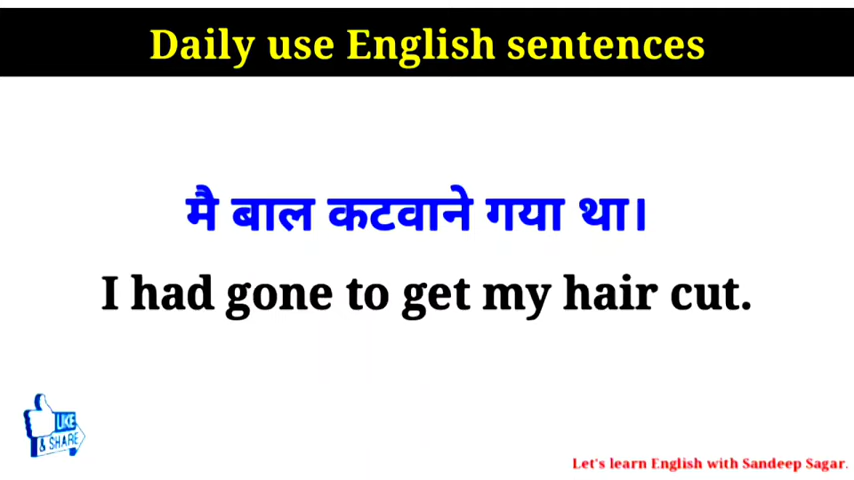 Daily use English sentences
मै बाल कटवाने गया था।
I had gone to get my hair cut.
LIKE
& SHARE
Let's learn English with Sandeep Sagar.